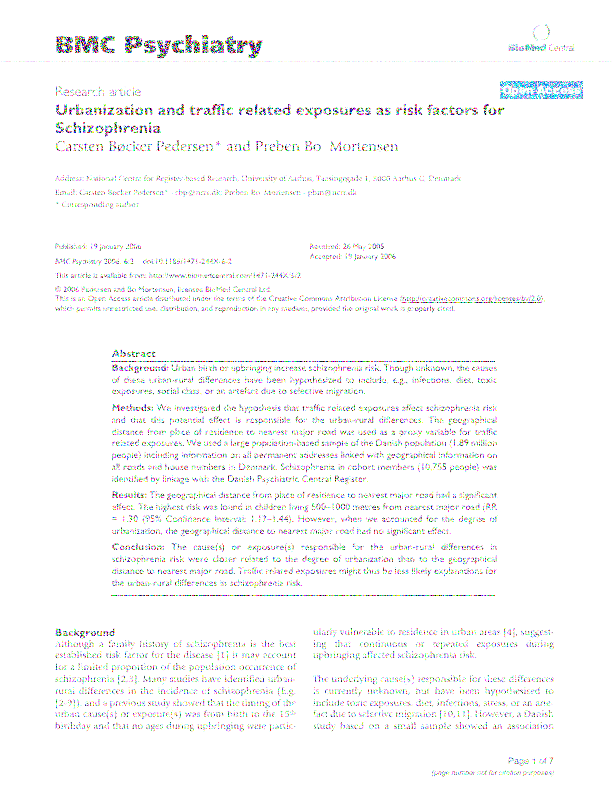 BMC Psychiatry
BioMed Central
Open Access
Research article
Urbanization and traffic related exposures as risk factors for
Schizophrenia
Carsten Bøcker Pedersen* and Preben Bo Mortensen
Address: National Centre for Register-based Research, University of Aarhus, Taasingegade 1, 8000 Aarhus C, Denmark
Email: Carsten Bøcker Pedersen* - cbp@ncrr.dk; Preben Bo Mortensen -
* Corresponding author
Published: 19 January 2006
Received: 26 May 2005
Accepted: 19 January 2006
BMC Psychiatry 2006, 6:2 doi:10.1186/1471-244X-6-2
This article is available from: http://www.biomedcentral.com/1471-244X/6/2
© 2006 Pedersen and Bo Mortensen; licensee BioMed Central Ltd.
This is an Open Access article distributed under the terms of the Creative Commons Attribution License (http://creativecommons.org/licenses/by/2.0),
which permits unrestricted use, distribution, and reproduction in any medium, provided the original work is properly cited.
Abstract
Background: Urban birth or upbringing increase schizophrenia risk. Though unknown, the causes
of these urban-rural differences have been hypothesized to include, e.g., infections, diet, toxic
exposures, social class, or an artefact due to selective migration.
Methods: We investigated the hypothesis that traffic related exposures affect schizophrenia risk
and that this potential effect is responsible for the urban-rural differences. The geographical
distance from place of residence to nearest major road was used as a proxy variable for traffic
related exposures. We used a large population-based sample of the Danish population (1.89 million
people) including information on all permanent addresses linked with geographical information on
all roads and house numbers in Denmark. Schizophrenia in cohort members (10,755 people) was
identified by linkage with the Danish Psychiatric Central Register.
Results: The geographical distance from place of residence to nearest major road had a significant
effect. The highest risk was found in children living 500–1000 metres from nearest major road (RR
= 1.30 (95% Confidence Interval: 1.17–1.44). However, when we accounted for the degree of
urbanization, the geographical distance to nearest major road had no significant effect.
Conclusion: The cause(s) or exposure(s) responsible for the urban-rural differences in
schizophrenia risk were closer related to the degree of urbanization than to the geographical
distance to nearest major road. Traffic related exposures might thus be less likely explanations for
the urban-rural differences in schizophrenia risk.
Background
Although a family history of schizophrenia is the best
established risk factor for the disease [1] it may account
for a limited proportion of the population occurrence of
schizophrenia [2,3]. Many studies have identified urban-
rural differences in the incidence of schizophrenia (E.g.
[2-9]), and a previous study showed that the timing of the
urban cause(s) or exposure(s) was from birth to the 15th
birthday and that no ages during upbringing were partic-
ularly vulnerable to residence in urban areas [4], suggest-
ing that continuous or repeated exposures during
upbringing affected schizophrenia risk.
The underlying cause(s) responsible for these differences
is currently, unknown, but have been hypothesized to
include toxic exposures, diet, infections, stress, or an arte-
fact due to selective migration [10,11]. However, a Danish
study based on a small sample showed an association
Page 1 of 7
(page number not for citation purposes)